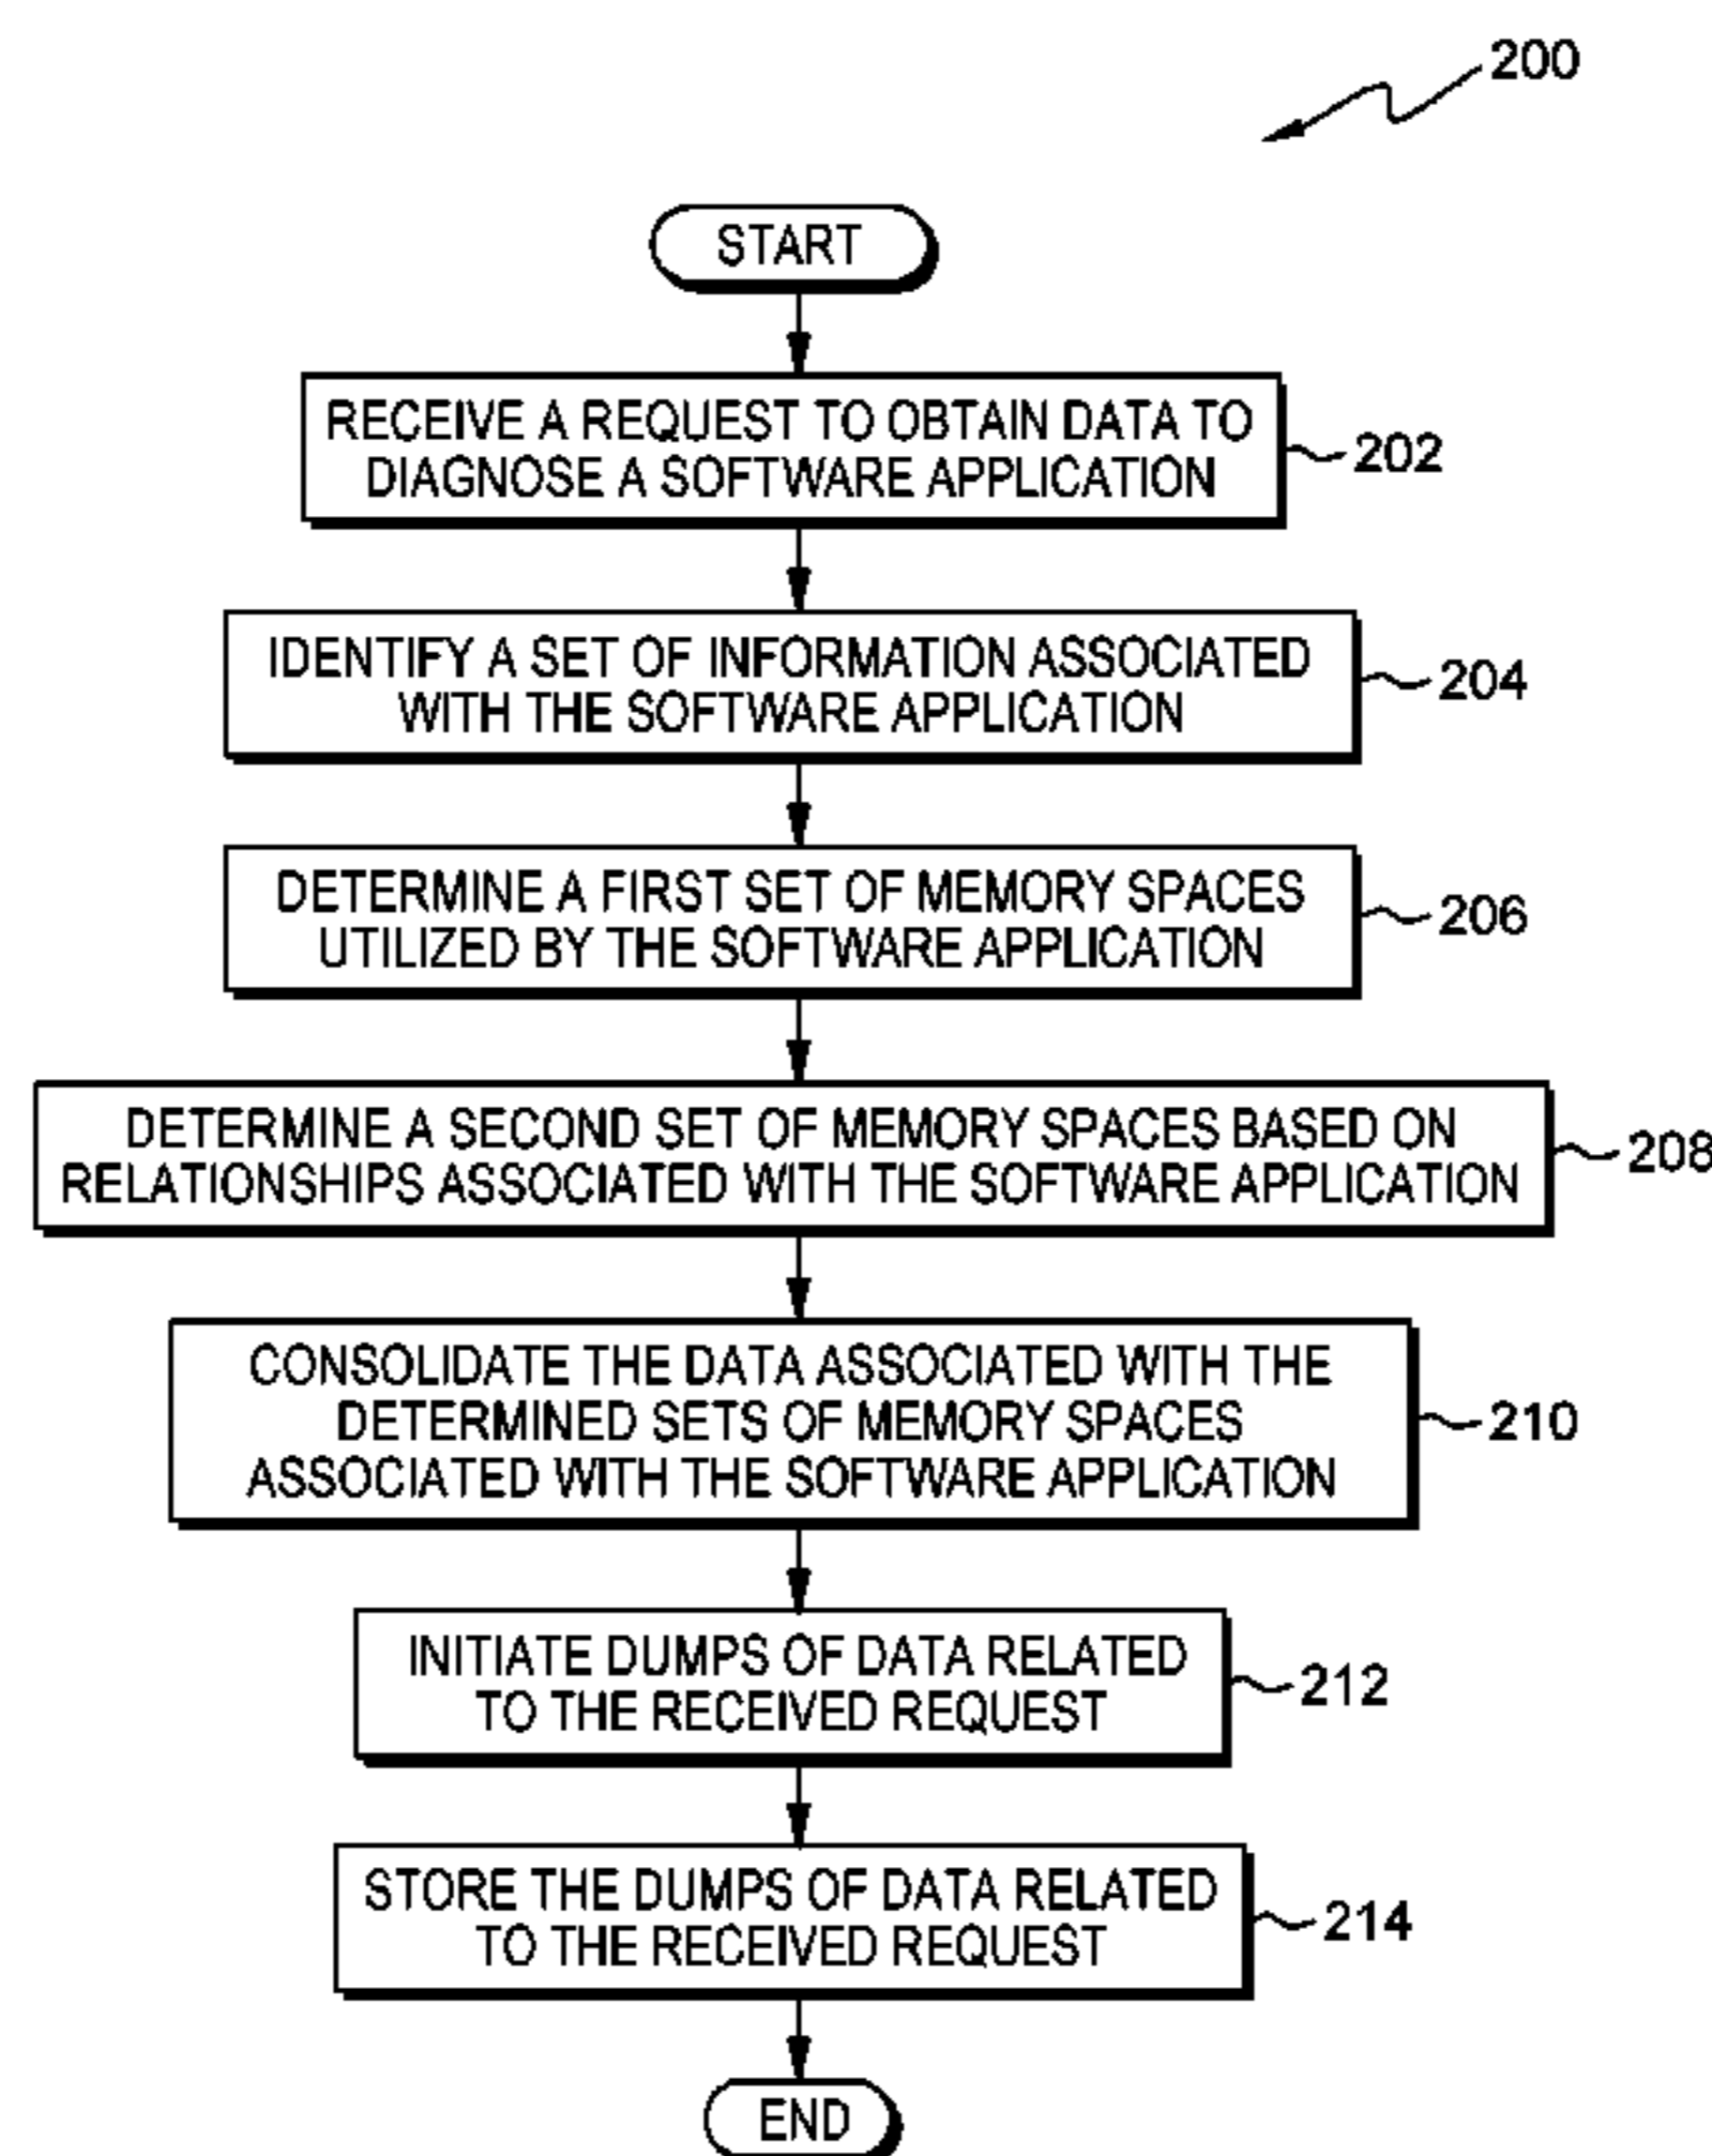 200
START
RECEIVE A REQUEST TO OBTAIN DATA TO
DIAGNOSE A SOFTWARE APPLICATION
202
IDENTIFY A SET OF INFORMATION ASSOCIATED
WITH THE SOFTWARE APPLICATION
204
DETERMINE A FIRST SET OF MEMORY SPACES
UTILIZED BY THE SOFTWARE APPLICATION
206
DETERMINE A SECOND SET OF MEMORY SPACES BASED ON
RELATIONSHIPS ASSOCIATED WITH THE SOFTWARE APPLICATION
208
CONSOLIDATE THE DATA ASSOCIATED WITH THE
DETERMINED SETS OF MEMORY SPACES
ASSOCIATED WITH THE SOFTWARE APPLICATION
210
INITIATE DUMPS OF DATA RELATED
TO THE RECEIVED REQUEST
212
STORE THE DUMPS OF DATA RELATED
TO THE RECEIVED REQUEST
214
END